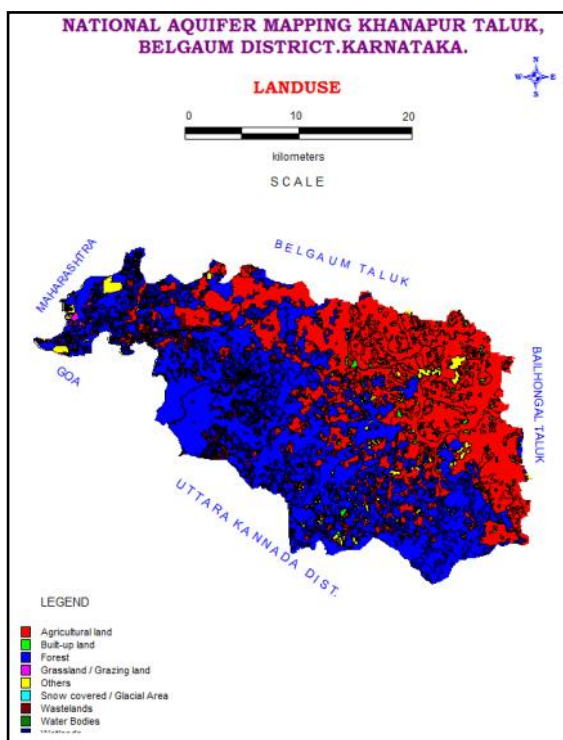 NATIONAL AQUIFER MAPPING KHANAPUR TALUK,
BELGAUM DISTRICT.KARNATAKA.
N
W E
S
LANDUSE
0 10 20
kilometers
SCALE
BELGAUM TALUK
MAHARASHTRA
GOA
BAILHONGAL TALUK
UTTARA KANNADA DIST.
LEGEND
Agricultural land
Built-up land
Forest
Grassland / Grazing land
Others
Snow covered / Glacial Area
Wastelands
Water Bodies